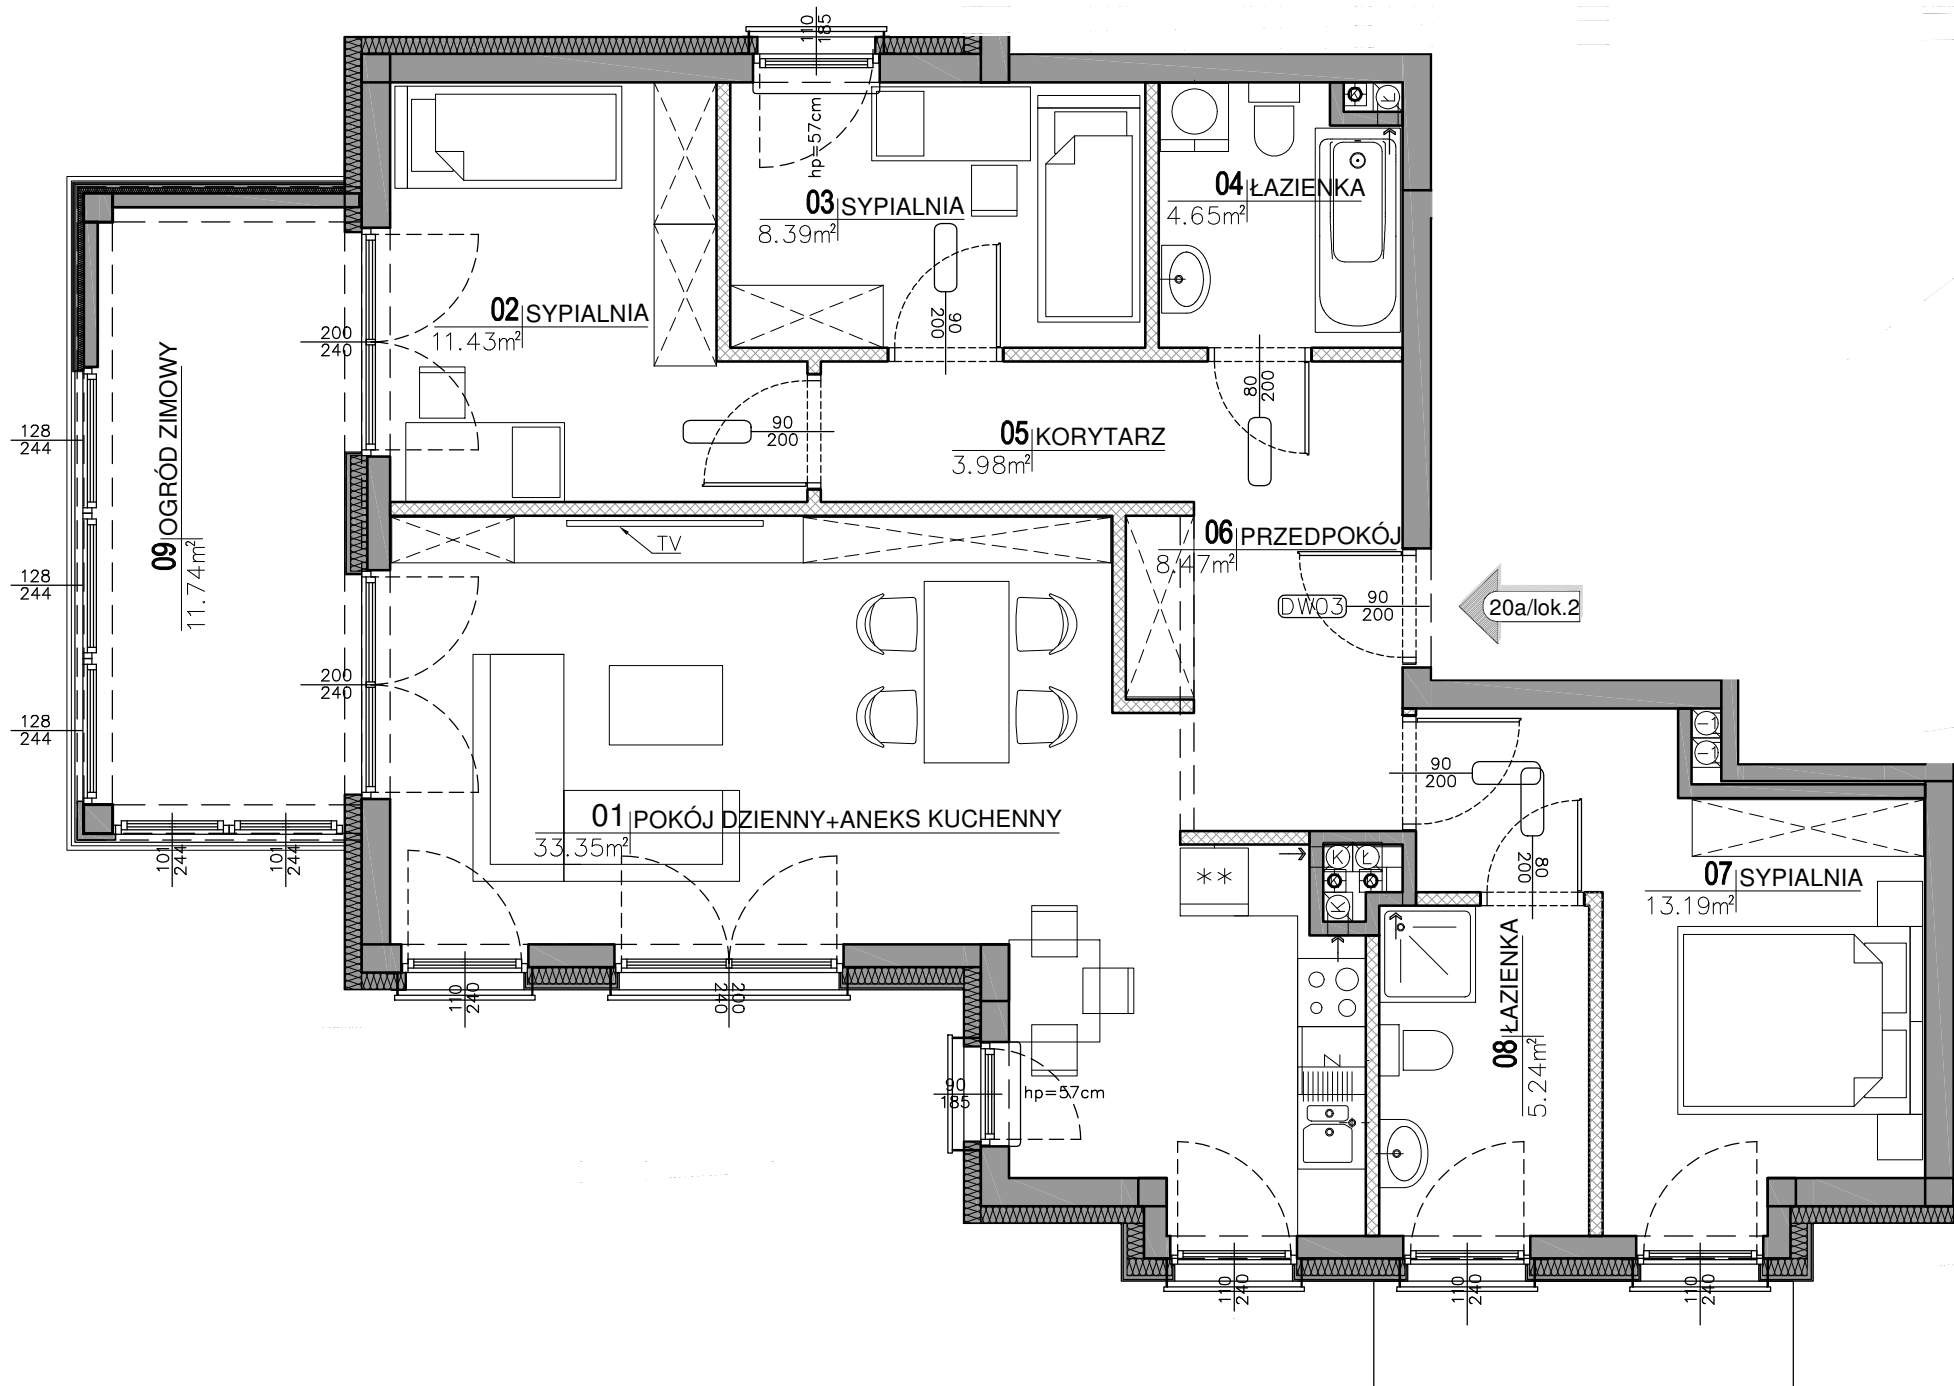 110
185
hp=57cm
03 SYPIALNIA
8.39m²
04 ŁAZIENKA
4.65m²
K
Ł
02 SYPIALNIA
11.43m²
200
240
90
200
80
200
90
200
05 KORYTARZ
3.98m²
09 OGRÓD ZIMOWY
11.74m²
128
244
128
244
128
244
TV
06 PRZEDPOKÓJ
8.47m²
DW03
90
200
20a/lok.2
200
240
90
200
01 POKÓJ DZIENNY+ANEKS KUCHENNY
33.35m²
101
244
101
244
**
K
Ł
K
K
K
80
200
07 SYPIALNIA
13.19m²
08 ŁAZIENKA
5.24m²
110
240
200
240
90
185
hp=57cm
Z
110
240
110
240
110
240